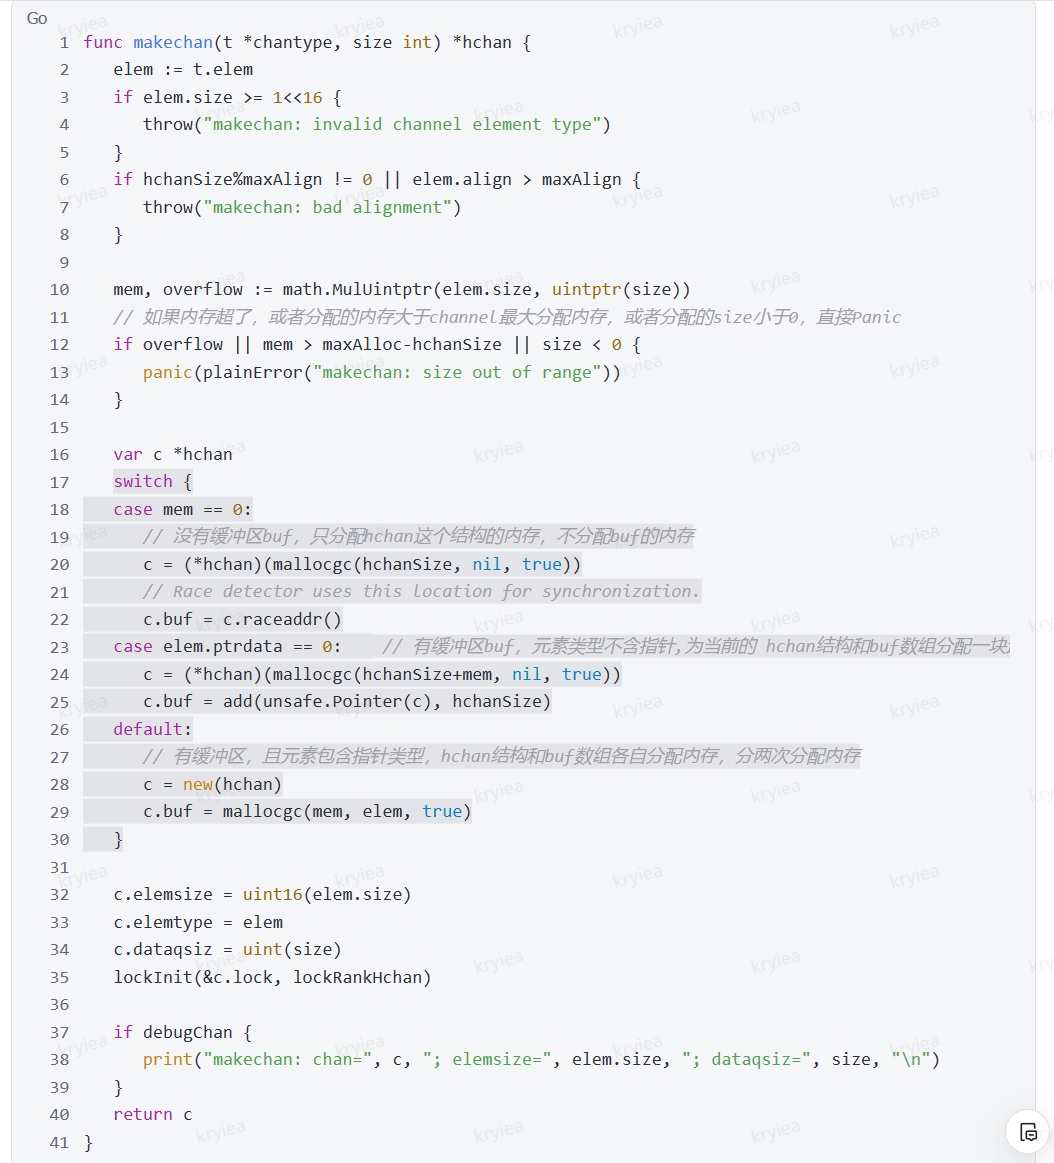 Go
1 func makechan(t *chantype, size int) *hchan {
2 elem := t.elem
3 if elem.size >= 1<<16 {
4 throw("makechan: invalid channel element type")
5 }
6 if hchanSize%maxAlign != 0 || elem.align > maxAlign {
7 throw("makechan: bad alignment")
8 }
9
10 mem, overflow := math.MulUintptr(elem.size, uintptr(size))
11 // 如果内存超了，或者分配的内存大于channel最大分配内存，或者分配的size小于0，直接Panic
12 if overflow || mem > maxAlloc-hchanSize || size < 0 {
13 panic(plainError("makechan: size out of range"))
14 }
15
16 var c *hchan
17 switch {
18 case mem == 0:
19 // 没有缓冲区buf，只分配hchan这个结构的内存，不分配buf的内存
20 c = (*hchan)(mallocgc(hchanSize, nil, true))
21 // Race detector uses this location for synchronization.
22 c.buf = c.raceaddr()
23 case elem.ptrdata == 0: // 有缓冲区buf，元素类型不含指针,为当前的 hchan结构和buf数组分配一块
24 c = (*hchan)(mallocgc(hchanSize+mem, nil, true))
25 c.buf = add(unsafe.Pointer(c), hchanSize)
26 default:
27 // 有缓冲区，且元素包含指针类型，hchan结构和buf数组各自分配内存，分两次分配内存
28 c = new(hchan)
29 c.buf = mallocgc(mem, elem, true)
30 }
31
32 c.elemsize = uint16(elem.size)
33 c.elemtype = elem
34 c.dataqsiz = uint(size)
35 lockInit(&c.lock, lockRankHchan)
36
37 if debugChan {
38 print("makechan: chan=", c, "; elemsize=", elem.size, "; dataqsiz=", size, "\n")
39 }
40 return c
41 }